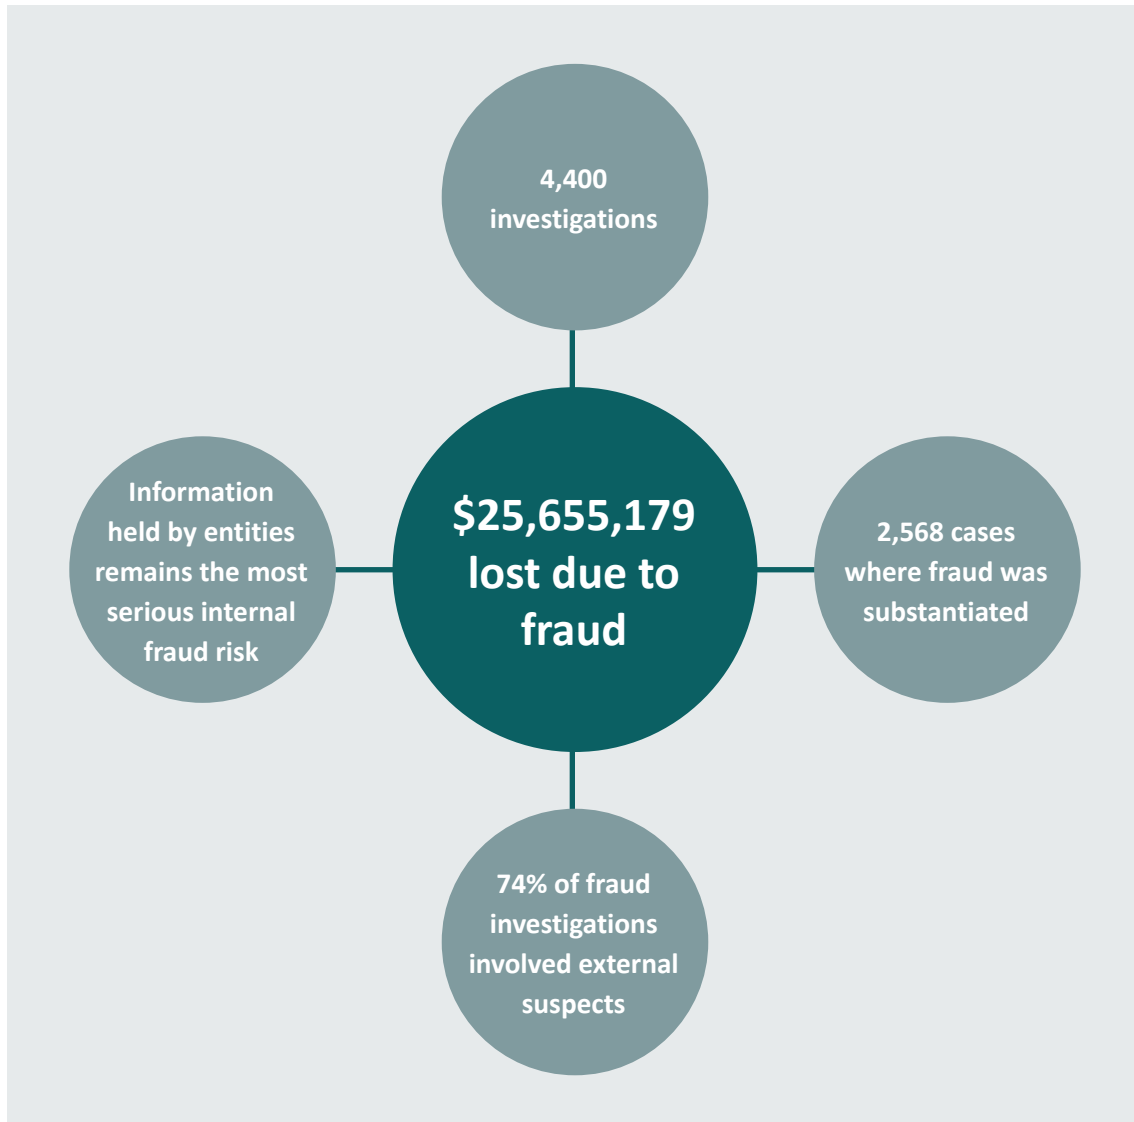 4,400
investigations
Information
held by entities
remains the most
serious internal
fraud risk
$25,655,179
lost due to
fraud
2,568 cases
where fraud was
substantiated
74% of fraud
investigations
involved external
suspects